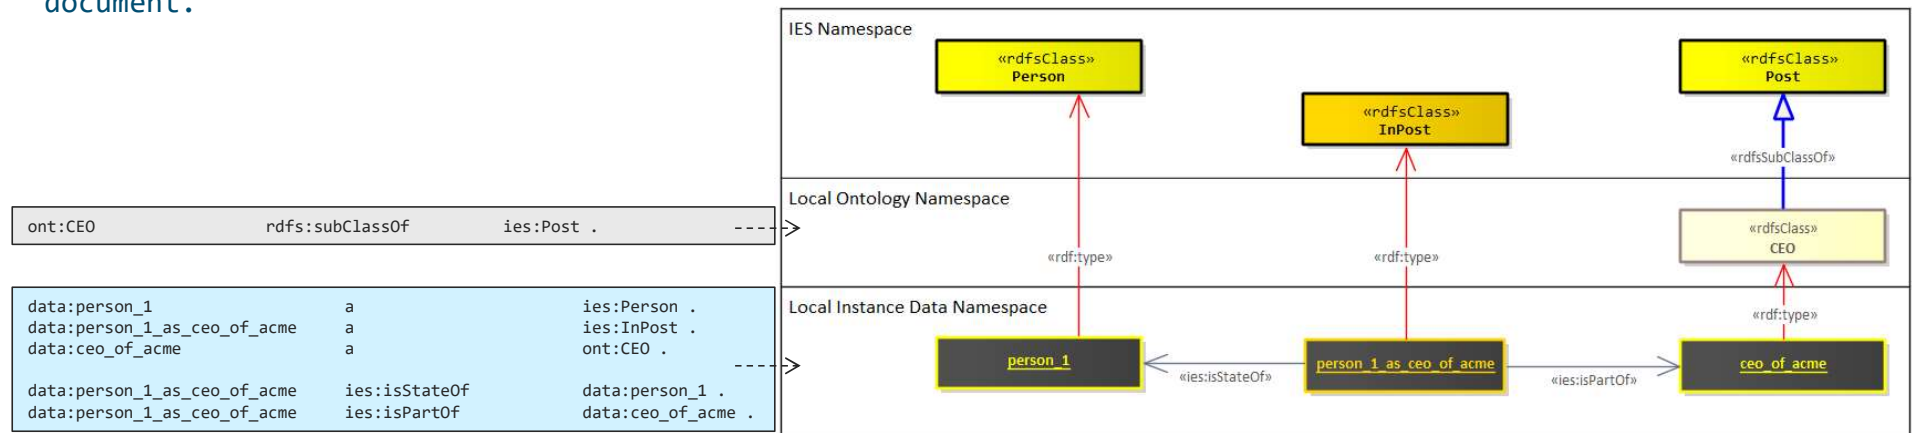 document.
ont:CEO rdfs:subClassOf ies:Post .
data:person_1 a ies:Person .
data:person_1_as_ceo_of_acme a ies:InPost .
data:ceo_of_acme a ont:CEO .
data:person_1_as_ceo_of_acme ies:isStateOf data:person_1 .
data:person_1_as_ceo_of_acme ies:isPartOf data:ceo_of_acme .
IES Namespace
«rdfsClass»
Person
«rdfsClass»
InPost
«rdfsClass»
Post
«rdfsSubClassOf»
Local Ontology Namespace
«rdfsClass»
CEO
«rdf:type»
«rdf:type»
Local Instance Data Namespace
«rdf:type»
person_1
«ies:isStateOf»
person_1_as_ceo_of_acme
«ies:isPartOf»
ceo_of_acme